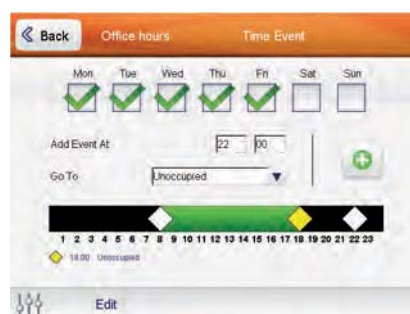 Back Office hours Time Event
Mon Tue Wed Thu Fri Sat Sun
Add Event At 22 00
Go To Unoccupied
1 2 3 4 5 6 7 8 9 10 11 12 13 14 15 16 17 18 19 20 21 22 23
18.00 Unoccupied
Edit